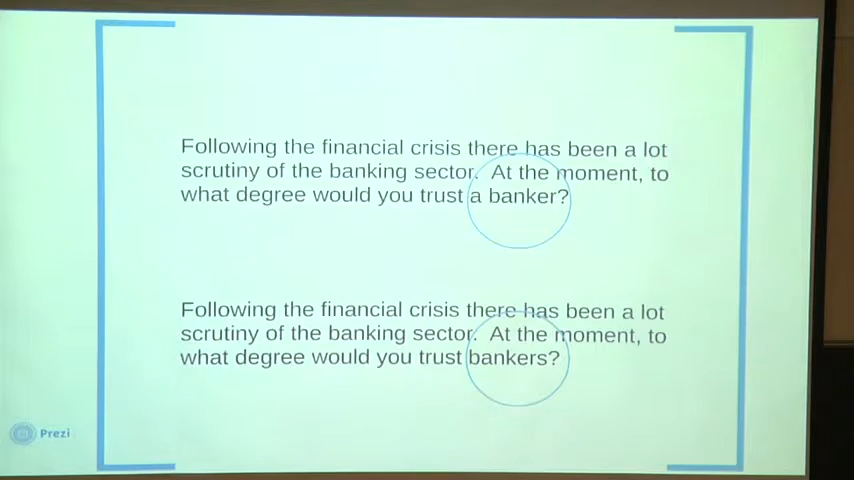 Following the financial crisis there has been a lot
scrutiny of the banking sector. At the moment, to
what degree would you trust a banker?
Following the financial crisis there has been a lot
scrutiny of the banking sector. At the moment, to
what degree would you trust bankers?
Prezi